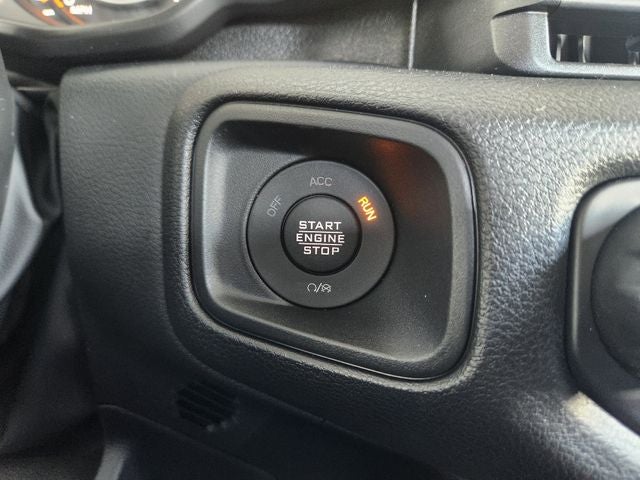 ACC
OFF
RUN
START
ENGINE
STOP